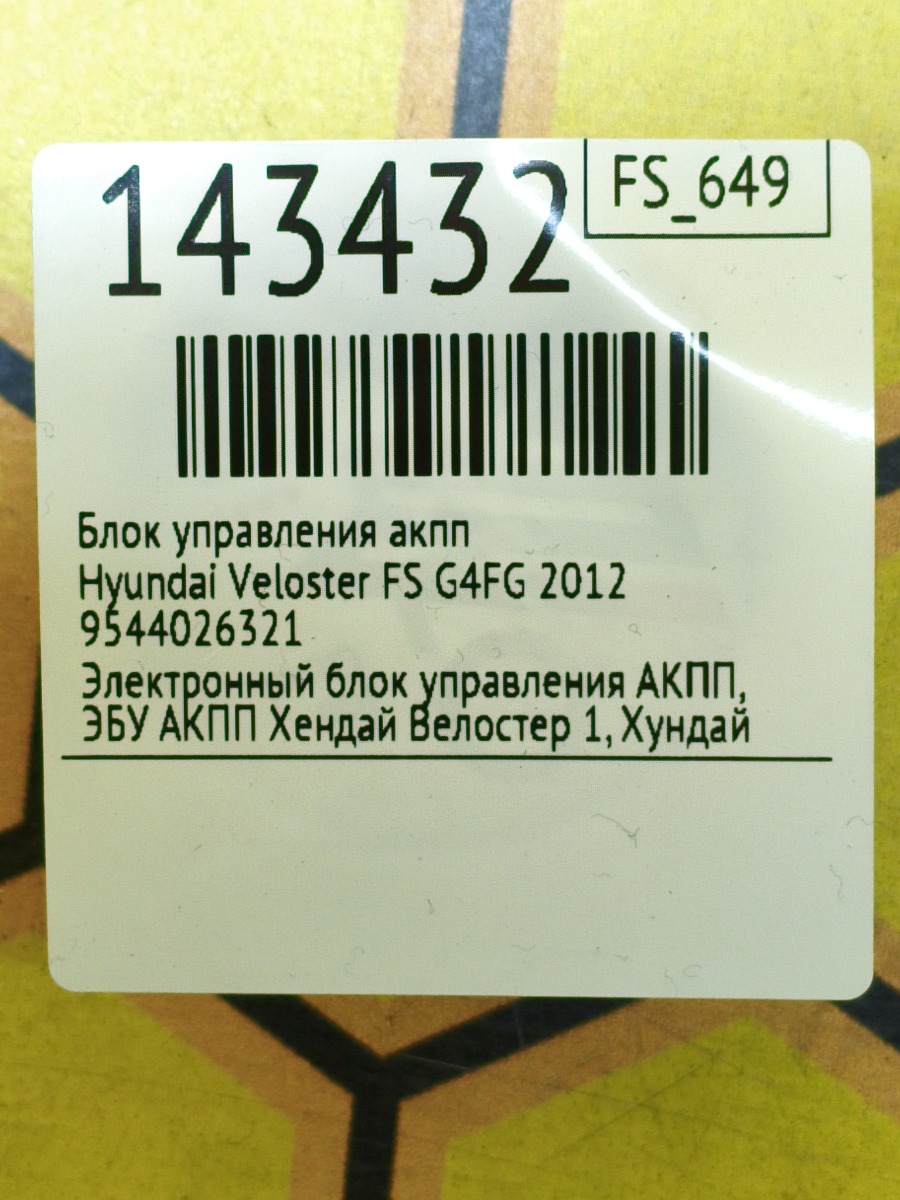 143432
FS_649
Блок управления акпп
Hyundai Veloster FS G4FG 2012
9544026321
Электронный блок управления АКПП,
ЭБУ АКПП Хендай Велостер 1, Хундай